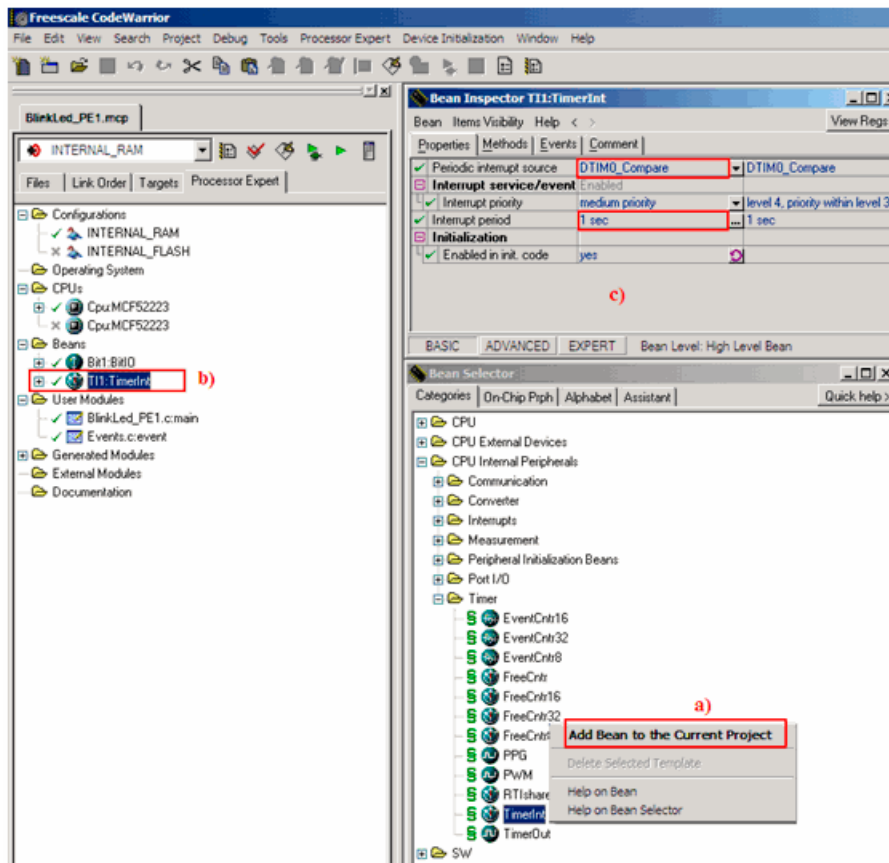 Freescale CodeWarrior
File Edit View Search Project Debug Tools Processor Expert Device Initialization Window Help
BlinkLed_PE1.mcp
INTERNAL_RAM
Files Link Order Targets Processor Expert
Configurations
INTERNAL_RAM
INTERNAL_FLASH
Operating System
CPUs
Cpu:MCF52223
Cpu:MCF52223
Beans
Bit1:BitIO
TI1:TimerInt
b)
User Modules
BlinkLed_PE1.c:main
Events.c:event
Generated Modules
External Modules
Documentation
Bean Inspector TI1:TimerInt
Bean Items Visibility Help < > View Regs
Properties Methods Events Comment
Periodic interrupt source DTIM0_Compare DTIM0_Compare
Interrupt service/event Enabled
Interrupt priority medium priority level 4, priority within level 3
Interrupt period 1 sec ... 1 sec
Initialization
Enabled in init. code yes
c)
BASIC ADVANCED EXPERT Bean Level: High Level Bean
Bean Selector
Categories On-Chip Prph Alphabet Assistant Quick help >
CPU
CPU External Devices
CPU Internal Peripherals
Communication
Converter
Interrupts
Measurement
Peripheral Initialization Beans
Port I/O
Timer
EventCntr16
EventCntr32
EventCntr8
FreeCntr
FreeCntr16
FreeCntr32
FreeCntr
PPG
PWM
RTIshare
TimerInt
TimerOut
SW
a)
Add Bean to the Current Project
Delete Selected Template
Help on Bean
Help on Bean Selector